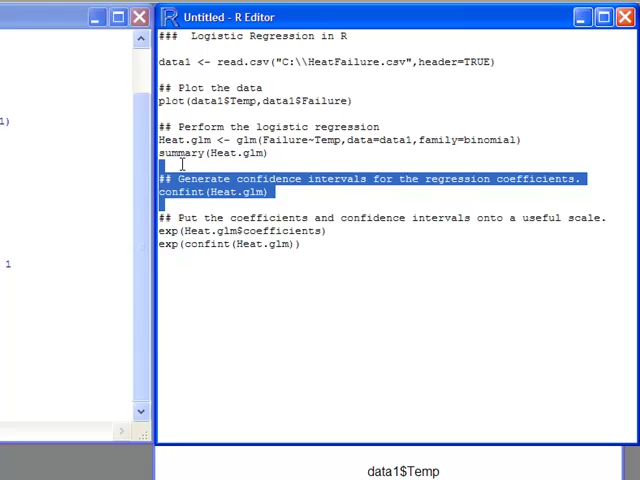 Untitled - R Editor
### Logistic Regression in R
data1 <- read.csv("C:\\HeatFailure.csv",header=TRUE)
## Plot the data
plot(data1$Temp,data1$Failure)
## Perform the logistic regression
Heat.glm <- glm(Failure~Temp,data=data1,family=binomial)
summary(Heat.glm)
## Generate confidence intervals for the regression coefficients.
confint(Heat.glm)
## Put the coefficients and confidence intervals onto a useful scale.
exp(Heat.glm$coefficients)
exp(confint(Heat.glm))
1)
1
data1$Temp